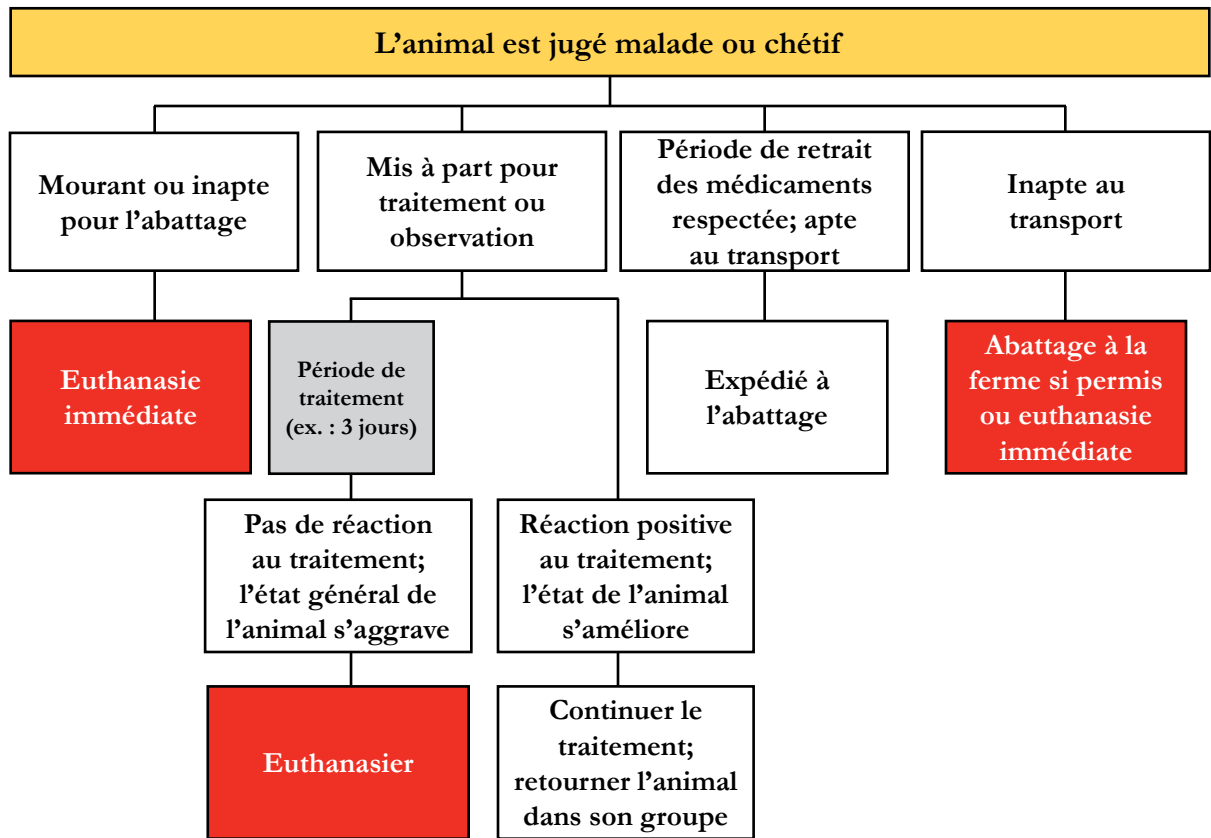 L’animal est jugé malade ou chétif
Mourant ou inapte
pour l’abattage
Mis à part pour
traitement ou
observation
Période de retrait
des médicaments
respectée; apte
au transport
Inapte au
transport
Euthanasie
immédiate
Période de
traitement
(ex. : 3 jours)
Expédié à
l’abattage
Abattage à la
ferme si permis
ou euthanasie
immédiate
Pas de réaction
au traitement;
l’état général de
l’animal s’aggrave
Réaction positive
au traitement;
l’état de l’animal
s’améliore
Euthanasier
Continuer le
traitement;
retourner l’animal
dans son groupe